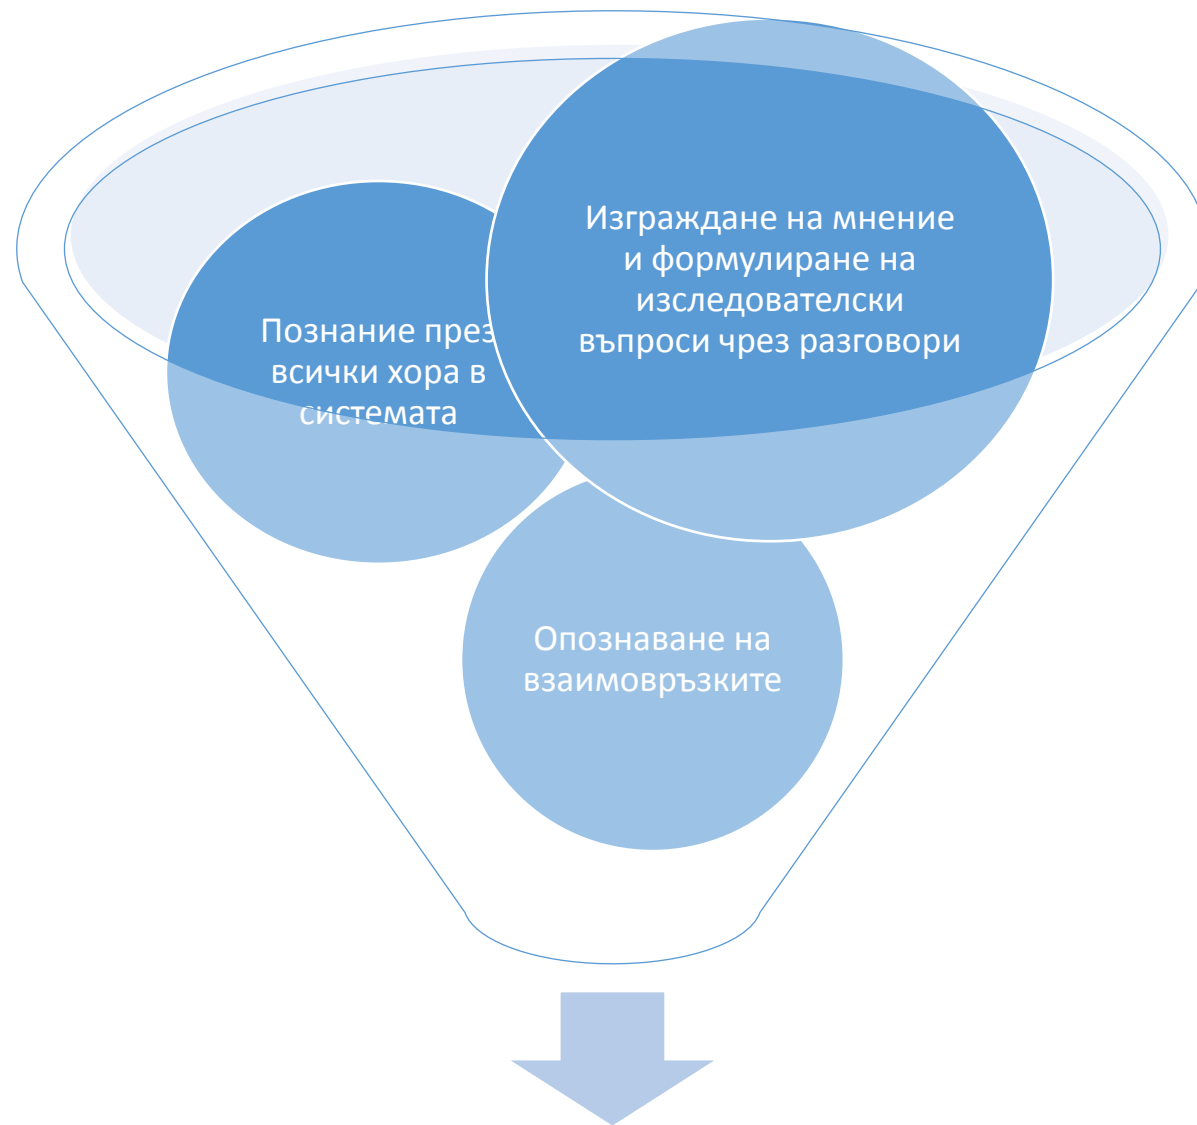 Изграждане на мнение
и формулиране на
изследователски
въпроси чрез разговори
Познание през
всички хора в
системата
Опознаване на
взаимовръзките